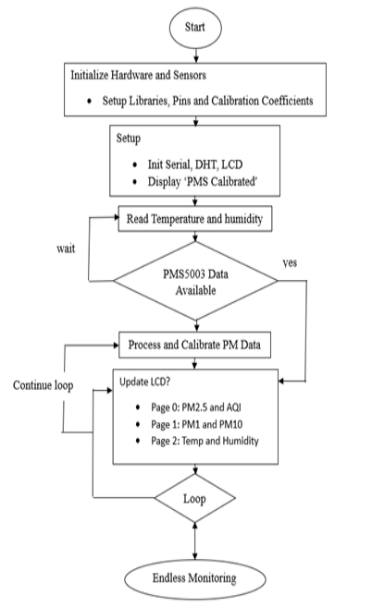 Start
Initialize Hardware and Sensors
• Setup Libraries, Pins and Calibration Coefficients
Setup
• Init Serial, DHT, LCD
• Display ‘PMS Calibrated’
Read Temperature and humidity
wait
yes
PMS5003 Data
Available
Process and Calibrate PM Data
Continue loop
Update LCD?
• Page 0: PM2.5 and AQI
• Page 1: PM1 and PM10
• Page 2: Temp and Humidity
Loop
Endless Monitoring